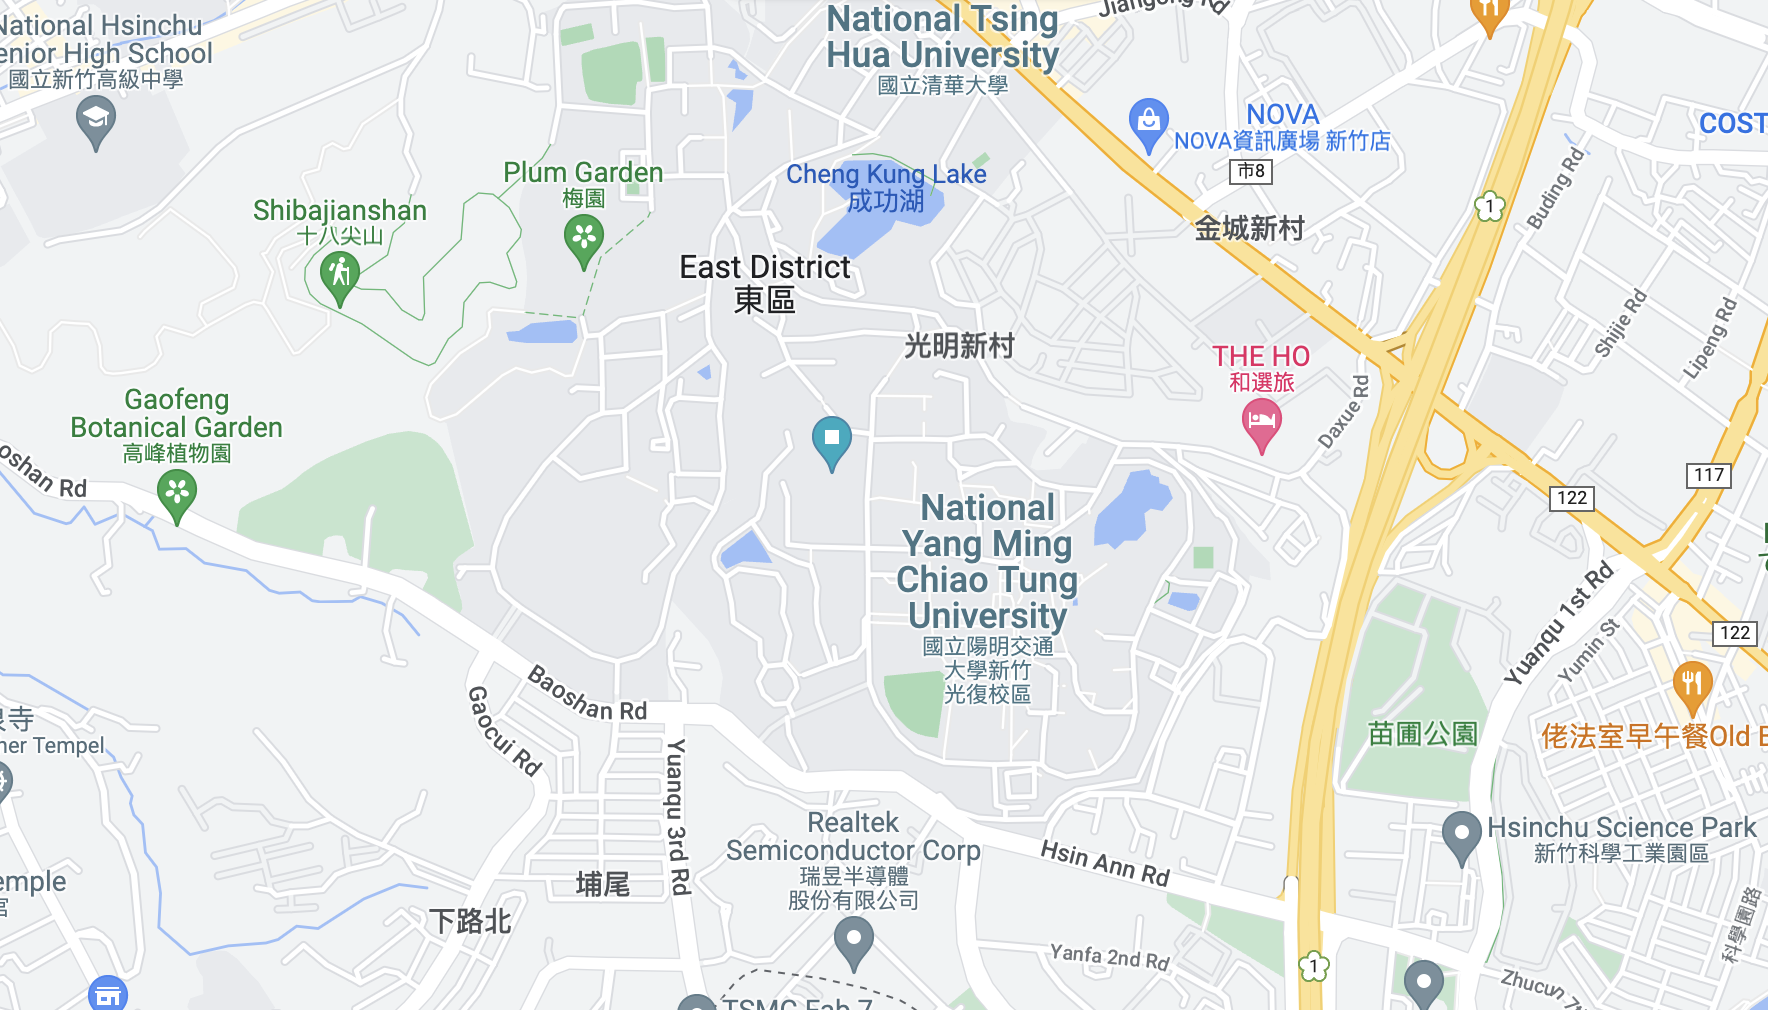 National Hsinchu
enior High School
國立新竹高級中學
National Tsing
Hua University
國立清華大學
Jiangong Rd
NOVA
NOVA資訊廣場 新竹店
市8
COST
Buding Rd
1
Plum Garden
梅園
Shibajianshan
十八尖山
Cheng Kung Lake
成功湖
East District
東區
金城新村
光明新村
Shijie Rd
Lipeng Rd
THE HO
和選旅
Daxue Rd
Gaofeng
Botanical Garden
高峰植物園
oshan Rd
117
122
National
Yang Ming
Chiao Tung
University
國立陽明交通
大學新竹
光復校區
Yuanqu 1st Rd
Yumin St
122
Baoshan Rd
Gaocui Rd
Yuanqu 3rd Rd
泉寺
ner Tempel
苗圃公園
佬法室早午餐Old B
Realtek
Semiconductor Corp
瑞昱半導體
股份有限公司
Hsin Ann Rd
Hsinchu Science Park
新竹科學工業園區
emple
宮
埔尾
下路北
Yanfa 2nd Rd
科學園路
1
Zhucun 7
TSMC Fab 7